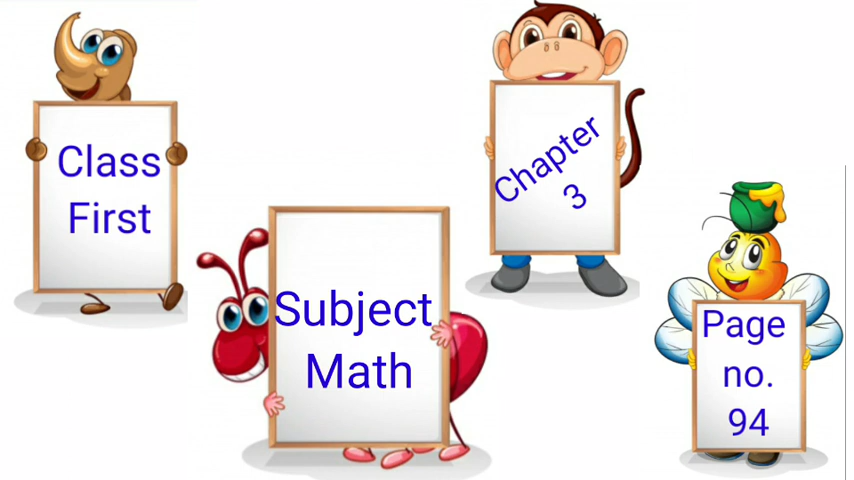 Class
First
Subject
Math
Chapter
3
Page
no.
94